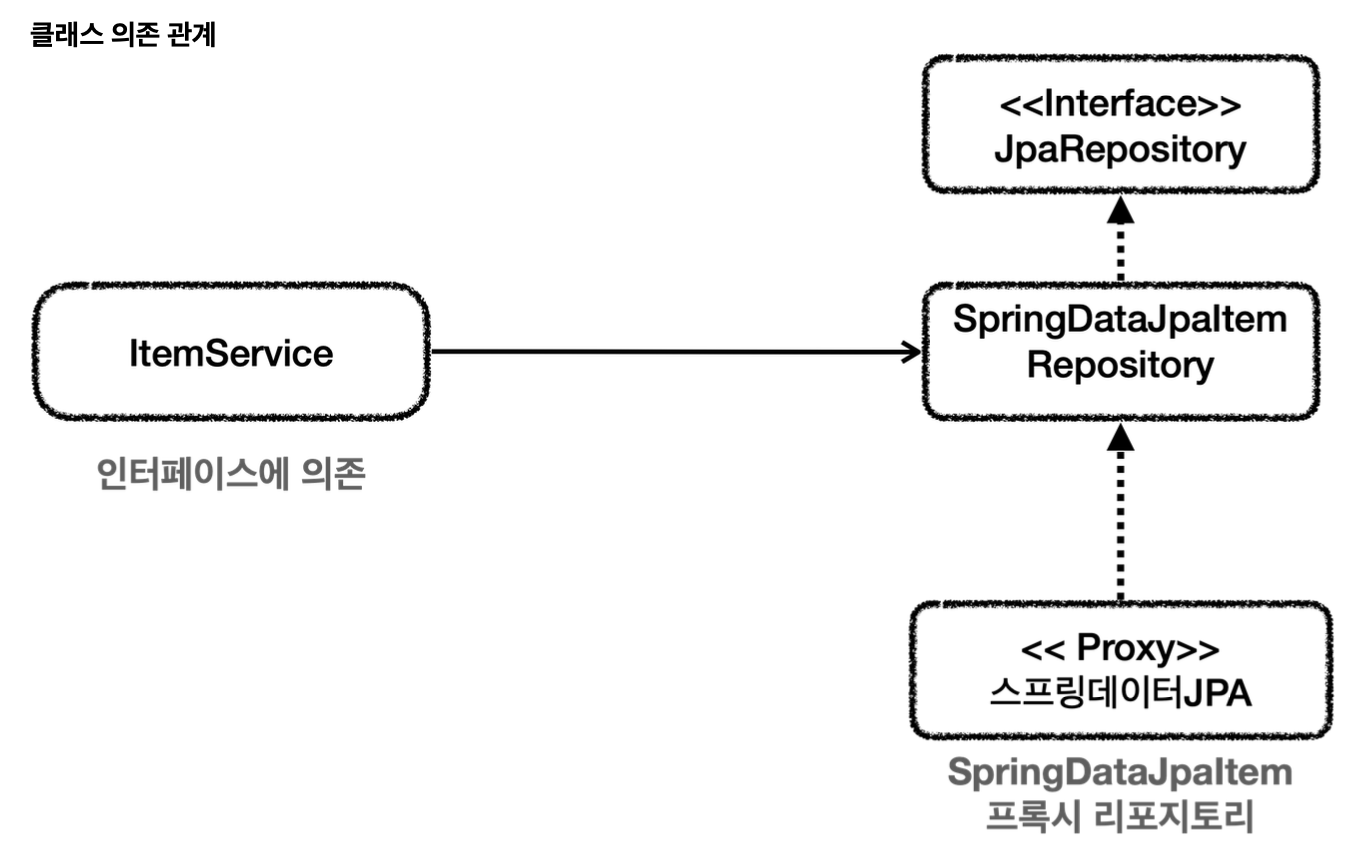 클래스 의존 관계
<<Interface>>
JpaRepository
ItemService
SpringDataJpaItem
Repository
인터페이스에 의존
<< Proxy>>
스프링데이터JPA
SpringDataJpaItem
프록시 리포지토리